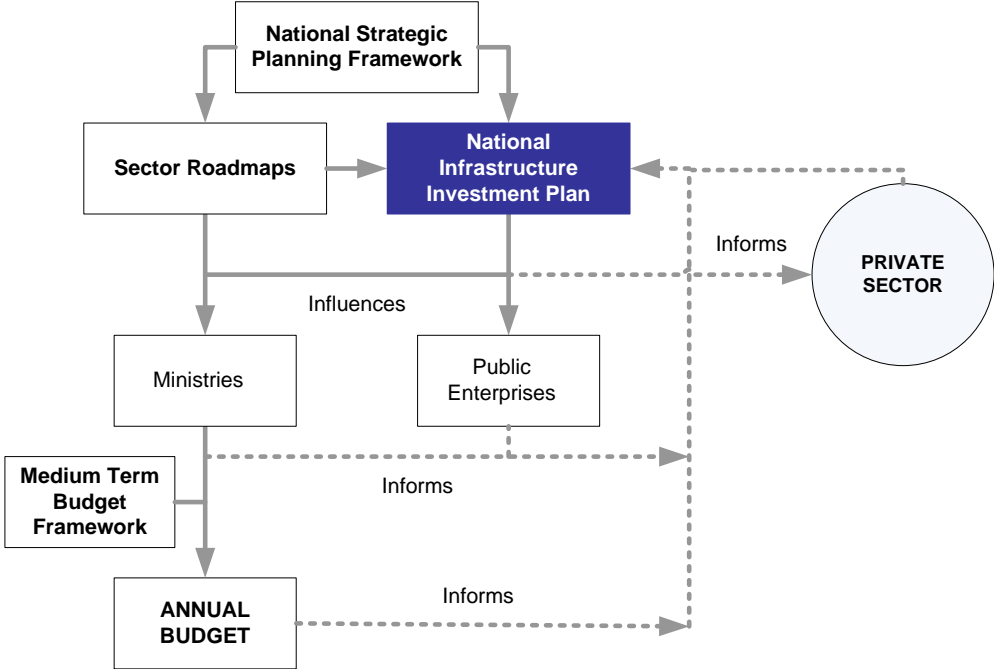 National Strategic
Planning Framework
Sector Roadmaps
National
Infrastructure
Investment Plan
Informs
PRIVATE
SECTOR
Influences
Ministries
Public
Enterprises
Medium Term
Budget
Framework
Informs
ANNUAL
BUDGET
Informs